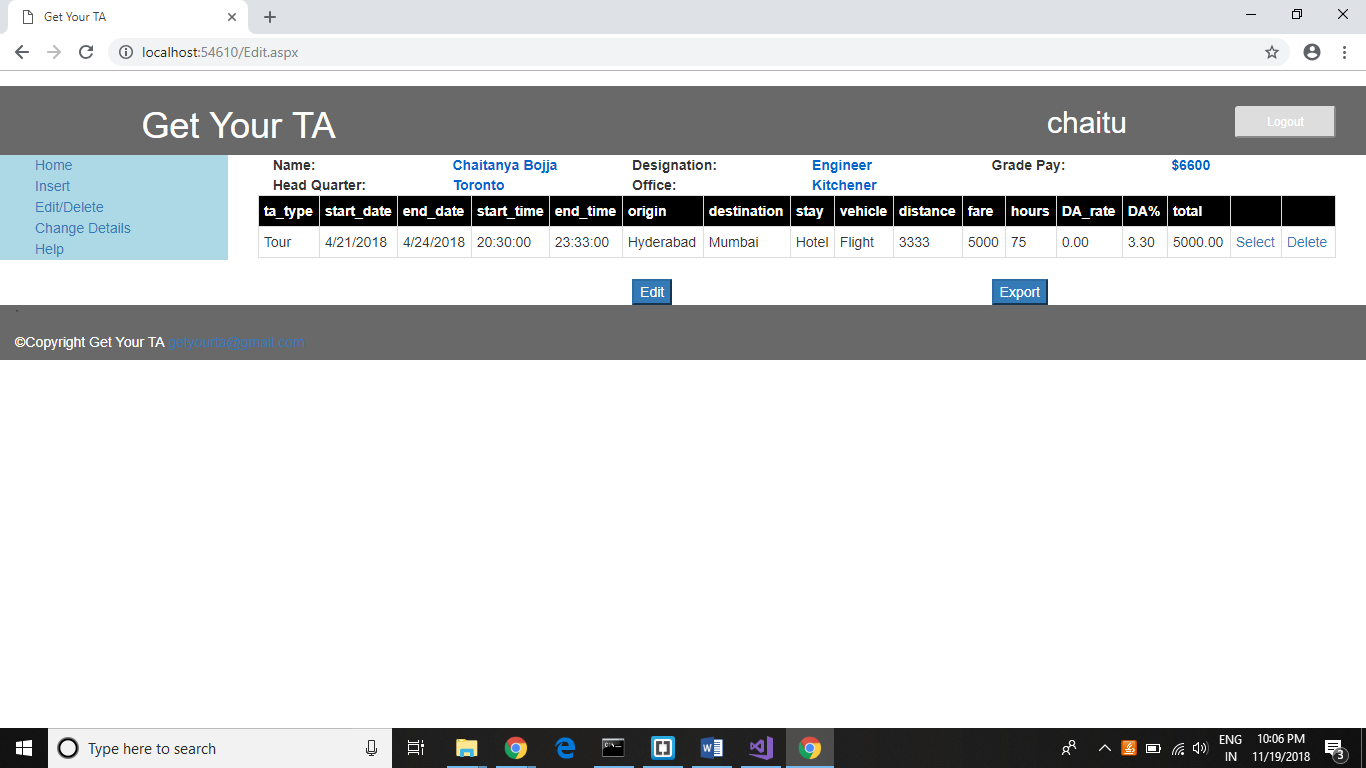 Get Your TA
localhost:54610/Edit.aspx
Get Your TA chaitu Logout
Home
Insert
Edit/Delete
Change Details
Help
Name: Chaitanya Bojja Designation: Engineer Grade Pay: $6600
Head Quarter: Toronto Office: Kitchener
ta_type start_date end_date start_time end_time origin destination stay vehicle distance fare hours DA_rate DA% total
Tour 4/21/2018 4/24/2018 20:30:00 23:33:00 Hyderabad Mumbai Hotel Flight 3333 5000 75 0.00 3.30 5000.00 Select Delete
Edit Export
.
©Copyright Get Your TA getyourta@gmail.com
Type here to search
ENG
IN
10:06 PM
11/19/2018
3